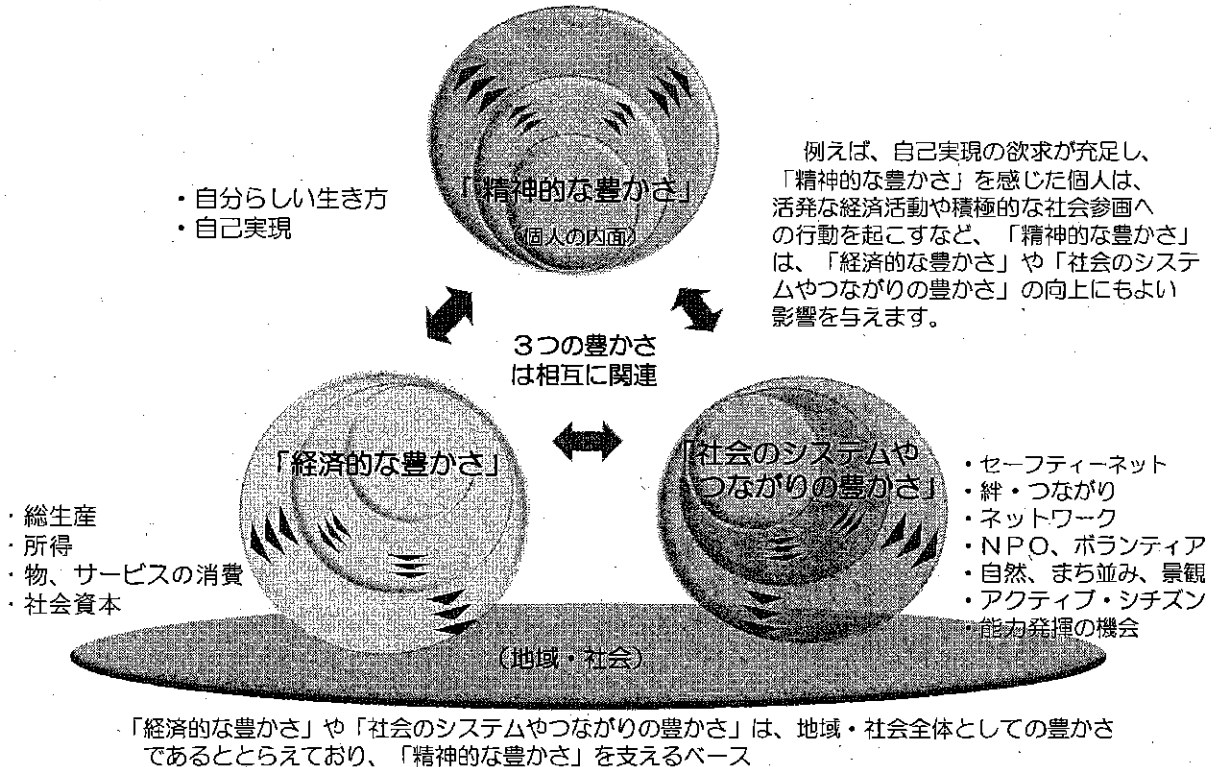 「精神的な豊かさ」
(個人の内面)
・自分らしい生き方
・自己実現
例えば、自己実現の欲求が充足し、
「精神的な豊かさ」を感じた個人は、
活発な経済活動や積極的な社会参画へ
の行動を起こすなど、「精神的な豊かさ」
は、「経済的な豊かさ」や「社会のシステ
ムやつながりの豊かさ」の向上にもよい
影響を与えます。
3つの豊かさ
は相互に関連
「経済的な豊かさ」
・総生産
・所得
・物、サービスの消費
・社会資本
「社会のシステムや
つながりの豊かさ」
・セーフティーネット
・絆・つながり
・ネットワーク
・NPO、ボランティア
・自然、まち並み、景観
・アクティブ・シチズン
・能力発揮の機会
(地域・社会)
「経済的な豊かさ」や「社会のシステムやつながりの豊かさ」は、地域・社会全体としての豊かさ
であるととらえており、「精神的な豊かさ」を支えるベース